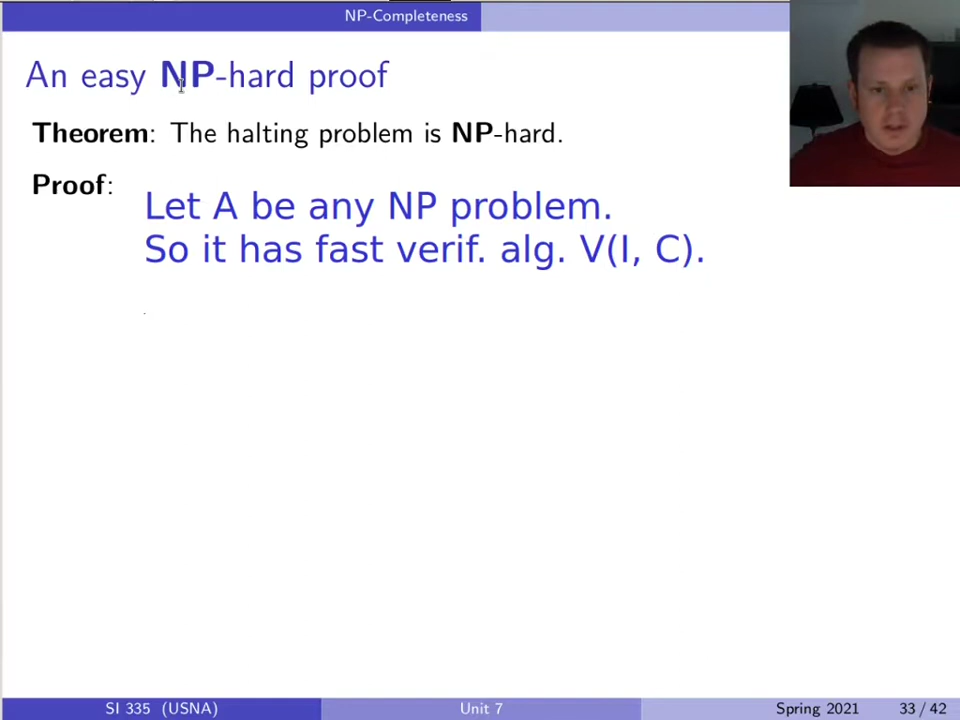 NP-Completeness
An easy NP-hard proof
Theorem: The halting problem is NP-hard.
Proof:
Let A be any NP problem.
So it has fast verif. alg. V(I, C).
SI 335 (USNA) Unit 7 Spring 2021 33 / 42